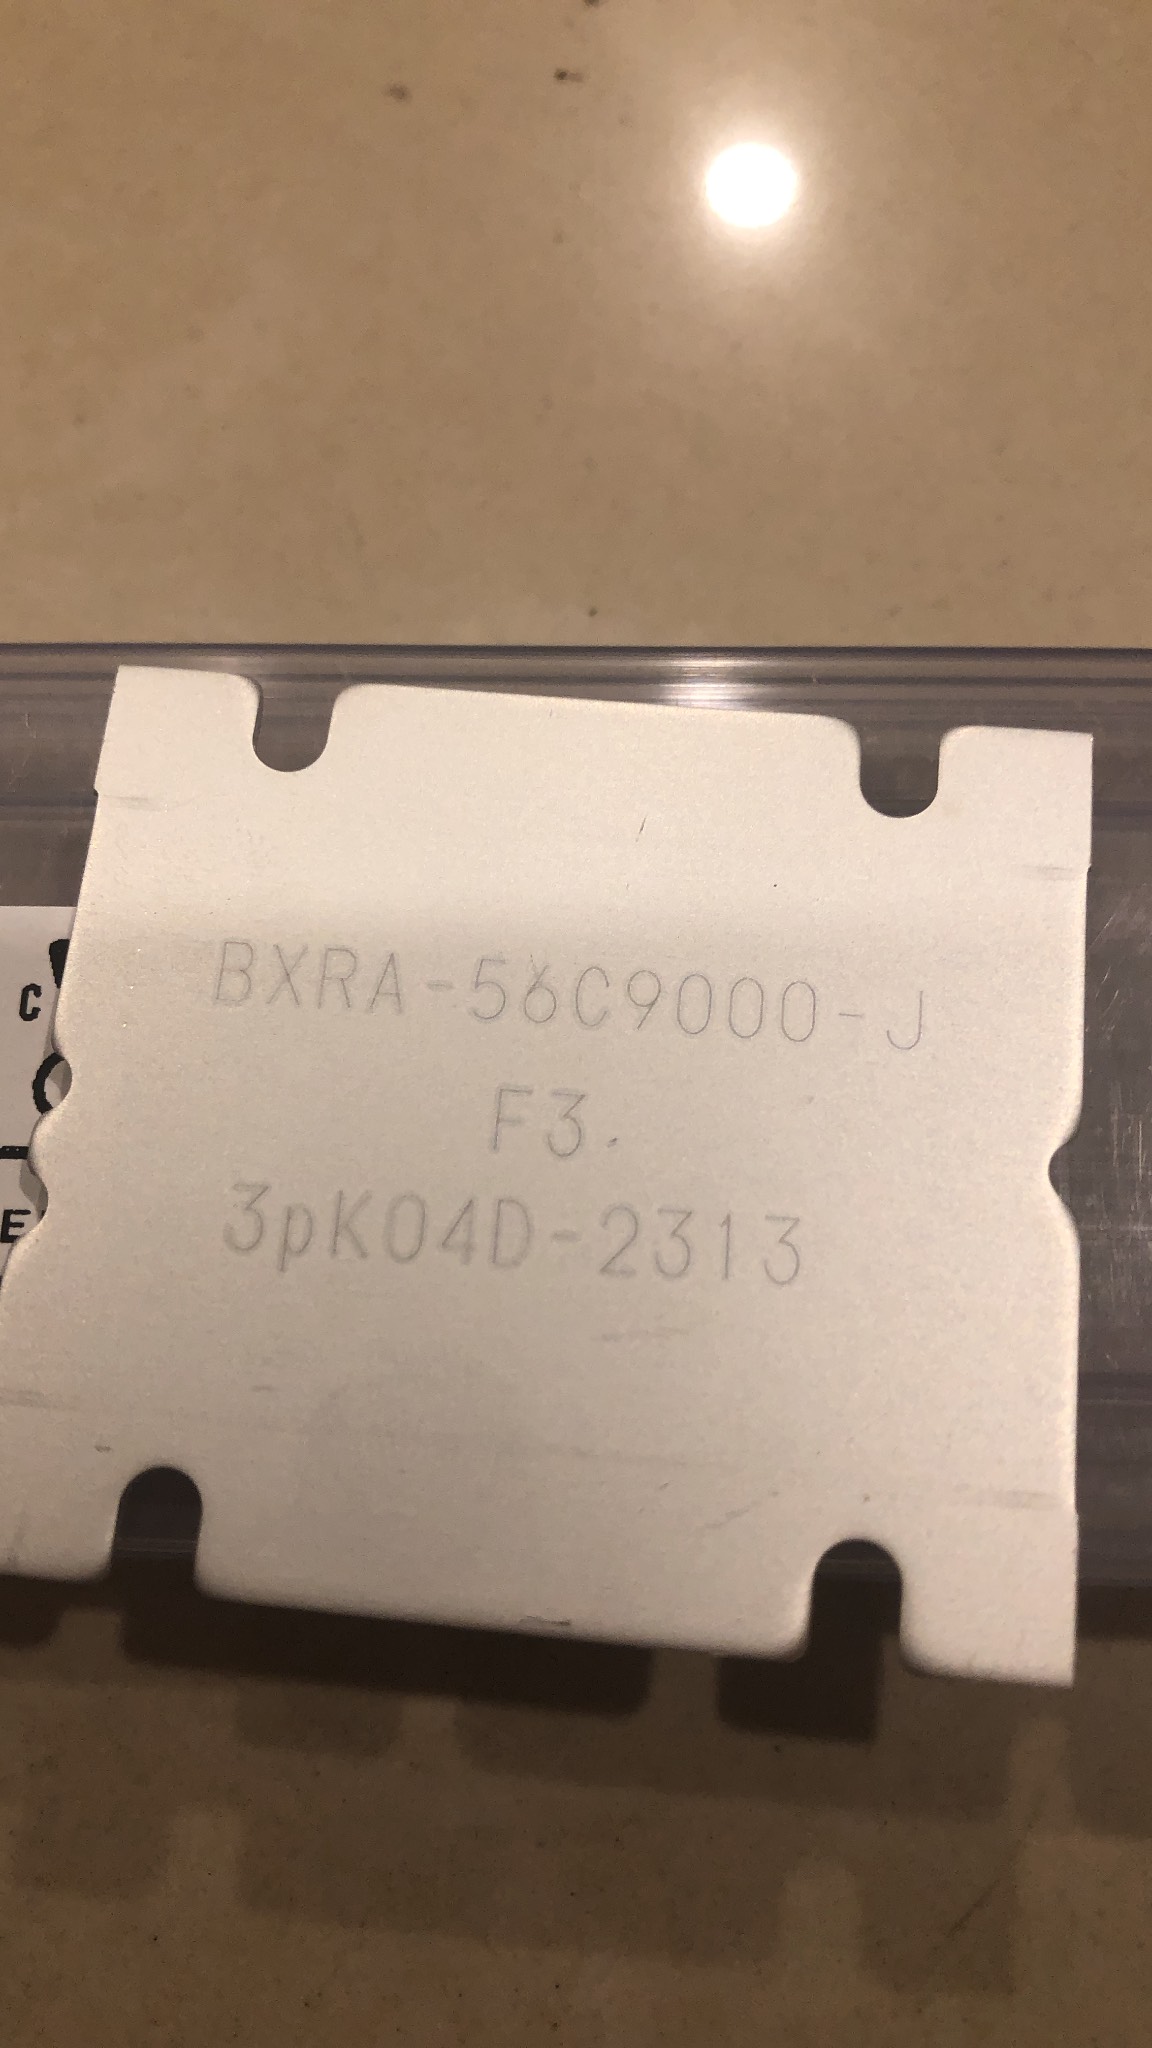 BXRA-56C9000-J
F3.
3pK04D-2313
C
E